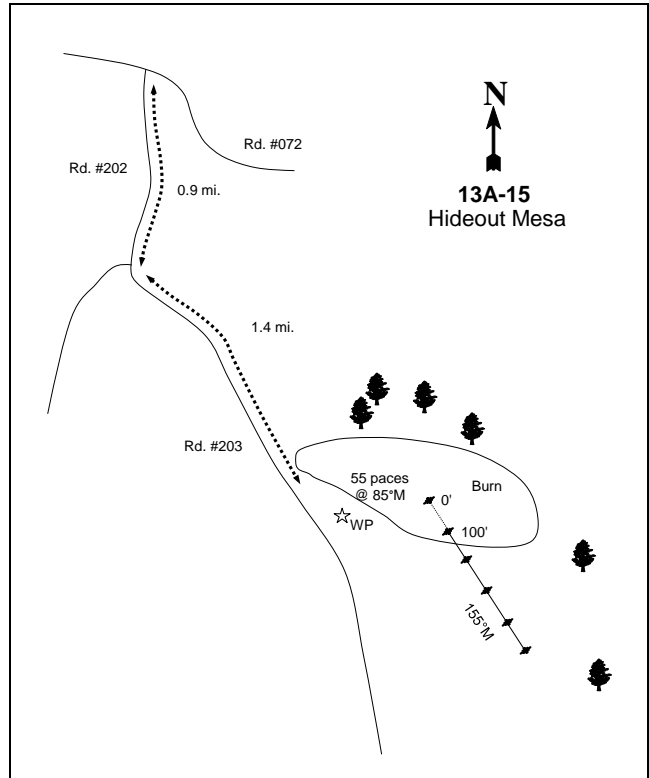 N
13A-15
Hideout Mesa
Rd. #072
Rd. #202
0.9 mi.
1.4 mi.
Rd. #203
55 paces
@ 85°M
Burn
0'
WP
100'
155°M